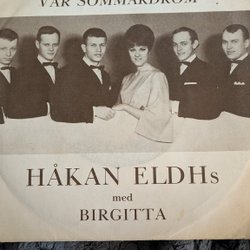 VÅR SOMMARDRÖM
HÅKAN ELDHs
med
BIRGITTA